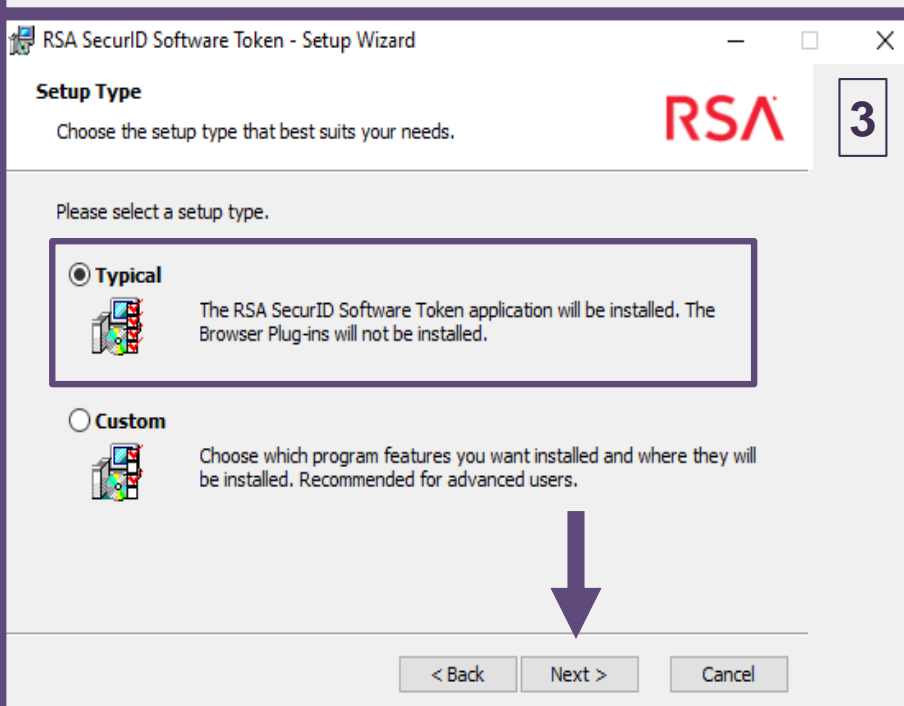 RSA SecurID Software Token - Setup Wizard
Setup Type
Choose the setup type that best suits your needs.
RSA
3
Please select a setup type.
Typical
The RSA SecurID Software Token application will be installed. The
Browser Plug-ins will not be installed.
Custom
Choose which program features you want installed and where they will
be installed. Recommended for advanced users.
< Back
Next >
Cancel